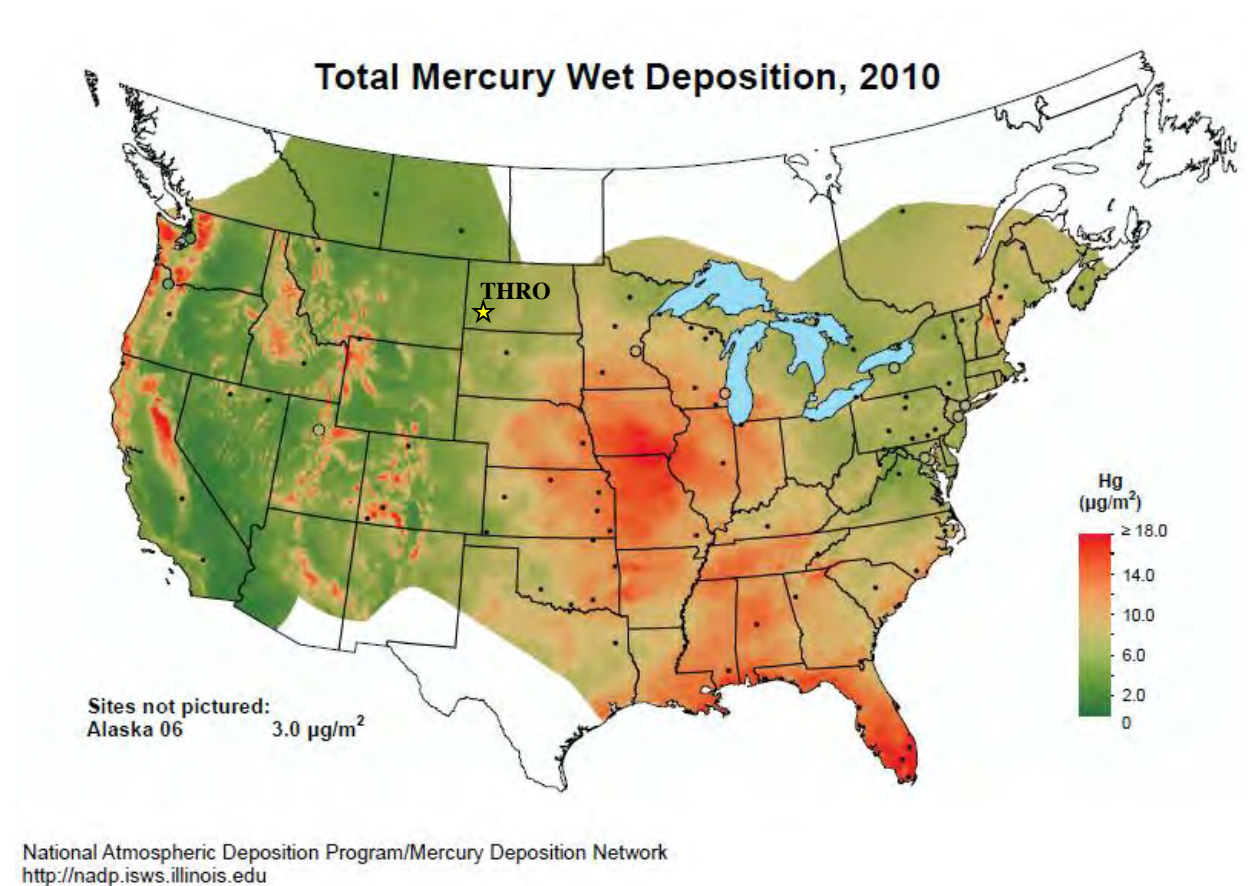 Total Mercury Wet Deposition, 2010
THRO
Hg
(µg/m²)
≥ 18.0
14.0
10.0
6.0
2.0
0
Sites not pictured:
Alaska 06 3.0 µg/m²
National Atmospheric Deposition Program/Mercury Deposition Network
http://nadp.isws.illinois.edu